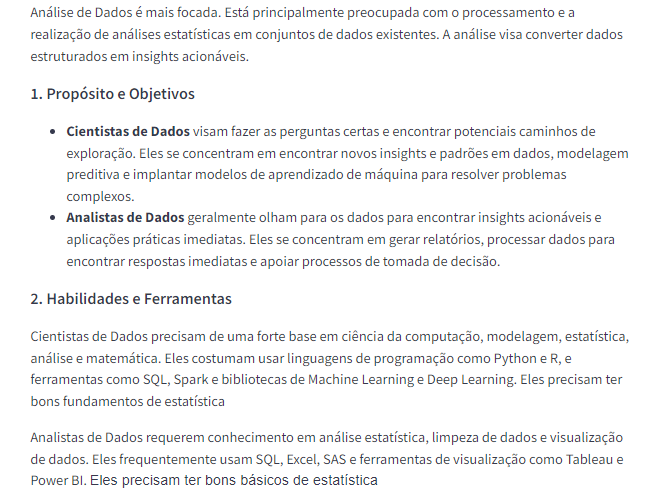 Análise de Dados é mais focada. Está principalmente preocupada com o processamento e a
realização de análises estatísticas em conjuntos de dados existentes. A análise visa converter dados
estruturados em insights acionáveis.
1. Propósito e Objetivos
• Cientistas de Dados visam fazer as perguntas certas e encontrar potenciais caminhos de
exploração. Eles se concentram em encontrar novos insights e padrões em dados, modelagem
preditiva e implantar modelos de aprendizado de máquina para resolver problemas
complexos.
• Analistas de Dados geralmente olham para os dados para encontrar insights acionáveis e
aplicações práticas imediatas. Eles se concentram em gerar relatórios, processar dados para
encontrar respostas imediatas e apoiar processos de tomada de decisão.
2. Habilidades e Ferramentas
Cientistas de Dados precisam de uma forte base em ciência da computação, modelagem, estatística,
análise e matemática. Eles costumam usar linguagens de programação como Python e R, e
ferramentas como SQL, Spark e bibliotecas de Machine Learning e Deep Learning. Eles precisam ter
bons fundamentos de estatística
Analistas de Dados requerem conhecimento em análise estatística, limpeza de dados e visualização
de dados. Eles frequentemente usam SQL, Excel, SAS e ferramentas de visualização como Tableau e
Power BI. Eles precisam ter bons básicos de estatística